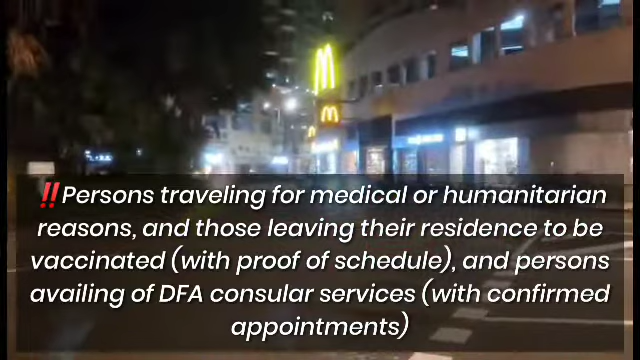 ‼️Persons traveling for medical or humanitarian
reasons, and those leaving their residence to be
vaccinated (with proof of schedule), and persons
availing of DFA consular services (with confirmed
appointments)